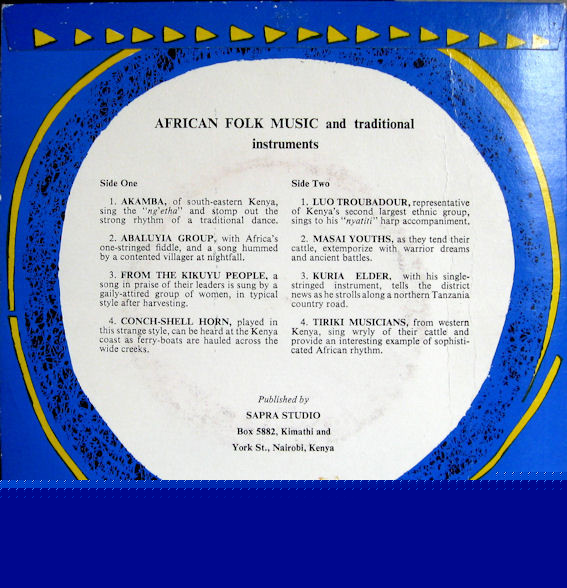 AFRICAN FOLK MUSIC and traditional
instruments
Side One
1. AKAMBA, of south-eastern Kenya,
sing the "ng'etha" and stomp out the
strong rhythm of a traditional dance.
2. ABALUYIA GROUP, with Africa's
one-stringed fiddle, and a song hummed
by a contented villager at nightfall.
3. FROM THE KIKUYU PEOPLE, a
song in praise of their leaders is sung by a
gaily-attired group of women, in typical
style after harvesting.
4. CONCH-SHELL HORN, played in
this strange style, can be heard at the Kenya
coast as ferry-boats are hauled across the
wide creeks.
Side Two
1. LUO TROUBADOUR, representative
of Kenya's second largest ethnic group,
sings to his "nyatiti" harp accompaniment.
2. MASAI YOUTHS, as they tend their
cattle, extemporize with warrior dreams
and ancient battles.
3. KURIA ELDER, with his single-
stringed instrument, tells the district
news as he strolls along a northern Tanzania
country road.
4. TIRIKI MUSICIANS, from western
Kenya, sing wryly of their cattle and
provide an interesting example of sophisti-
cated African rhythm.
Published by
SAPRA STUDIO
Box 5882, Kimathi and
York St., Nairobi, Kenya